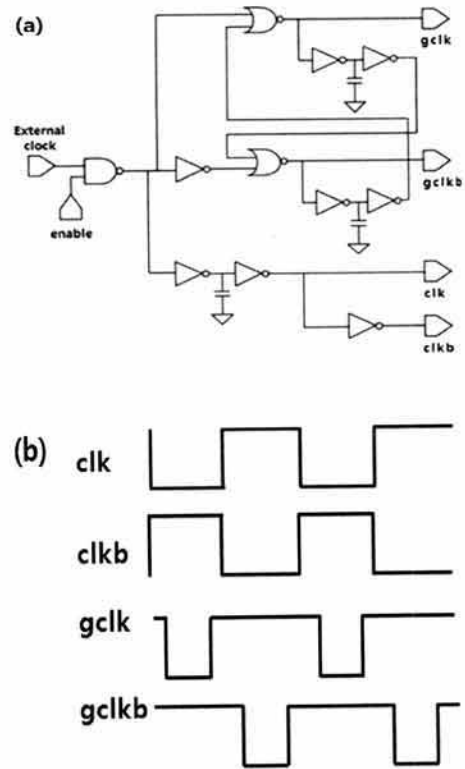 (a)
gclk
External
clock
gclkb
enable
clk
clkb
(b)
clk
clkb
gclk
gclkb